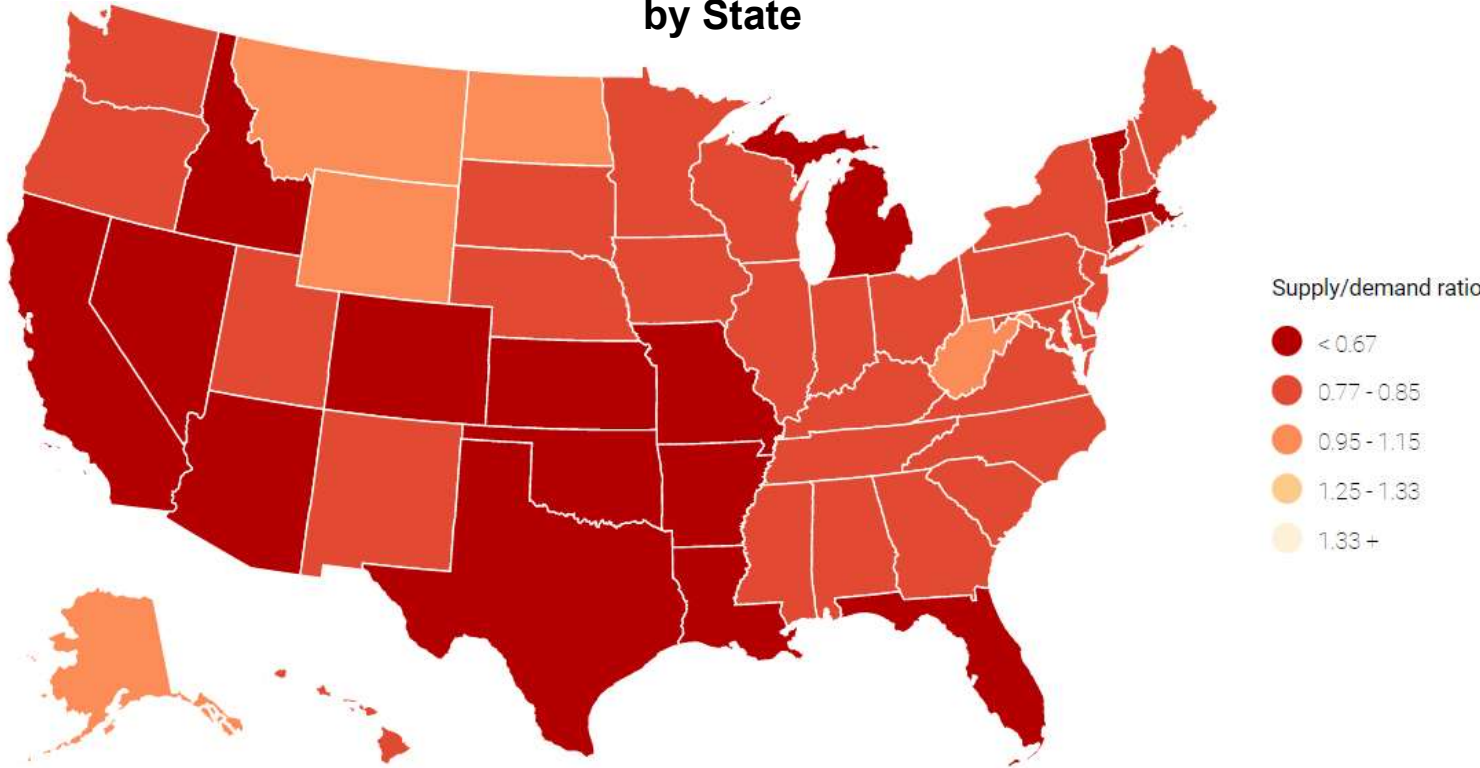 by State
Supply/demand ratio
< 0.67
0.77 - 0.85
0.95 - 1.15
1.25 - 1.33
1.33 +